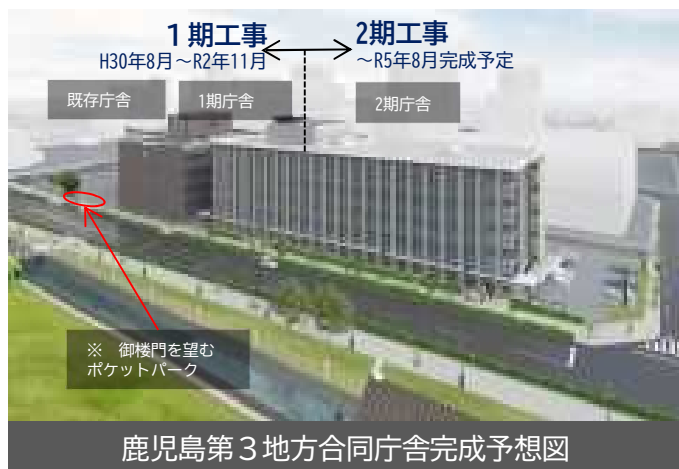 1期工事
H30年8月～R2年11月
2期工事
～R5年8月完成予定
既存庁舎
1期庁舎
2期庁舎
※　御楼門を望む
ポケットパーク
鹿児島第３地方合同庁舎完成予想図